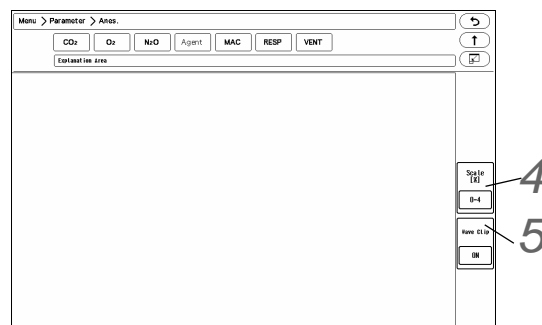 Menu > Parameter > Anes.
CO2 O2 N2O Agent MAC RESP VENT
Explanation Area
Scale
[%]
0-4
4
Wave Clip
ON
5